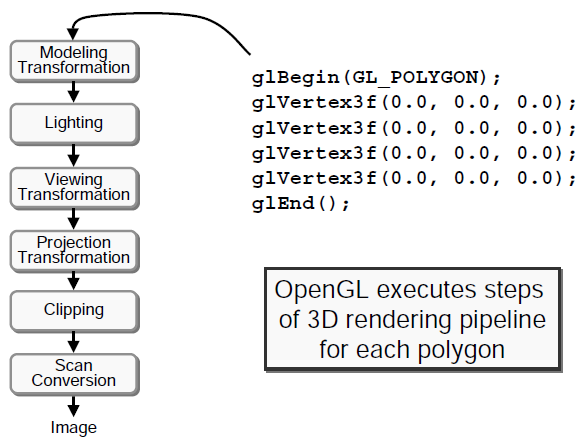 Modeling
Transformation
Lighting
Viewing
Transformation
Projection
Transformation
Clipping
Scan
Conversion
Image
glBegin(GL_POLYGON);
glVertex3f(0.0, 0.0, 0.0);
glVertex3f(0.0, 0.0, 0.0);
glVertex3f(0.0, 0.0, 0.0);
glVertex3f(0.0, 0.0, 0.0);
glEnd();
OpenGL executes steps
of 3D rendering pipeline
for each polygon